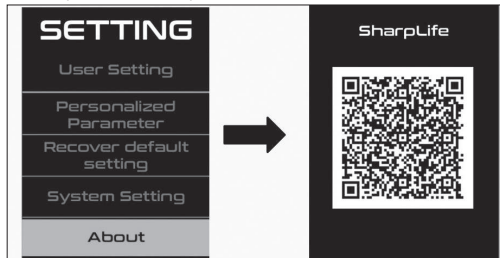 SETTING
User Setting
Personalized
Parameter
Recover default
setting
System Setting
About
SharpLife